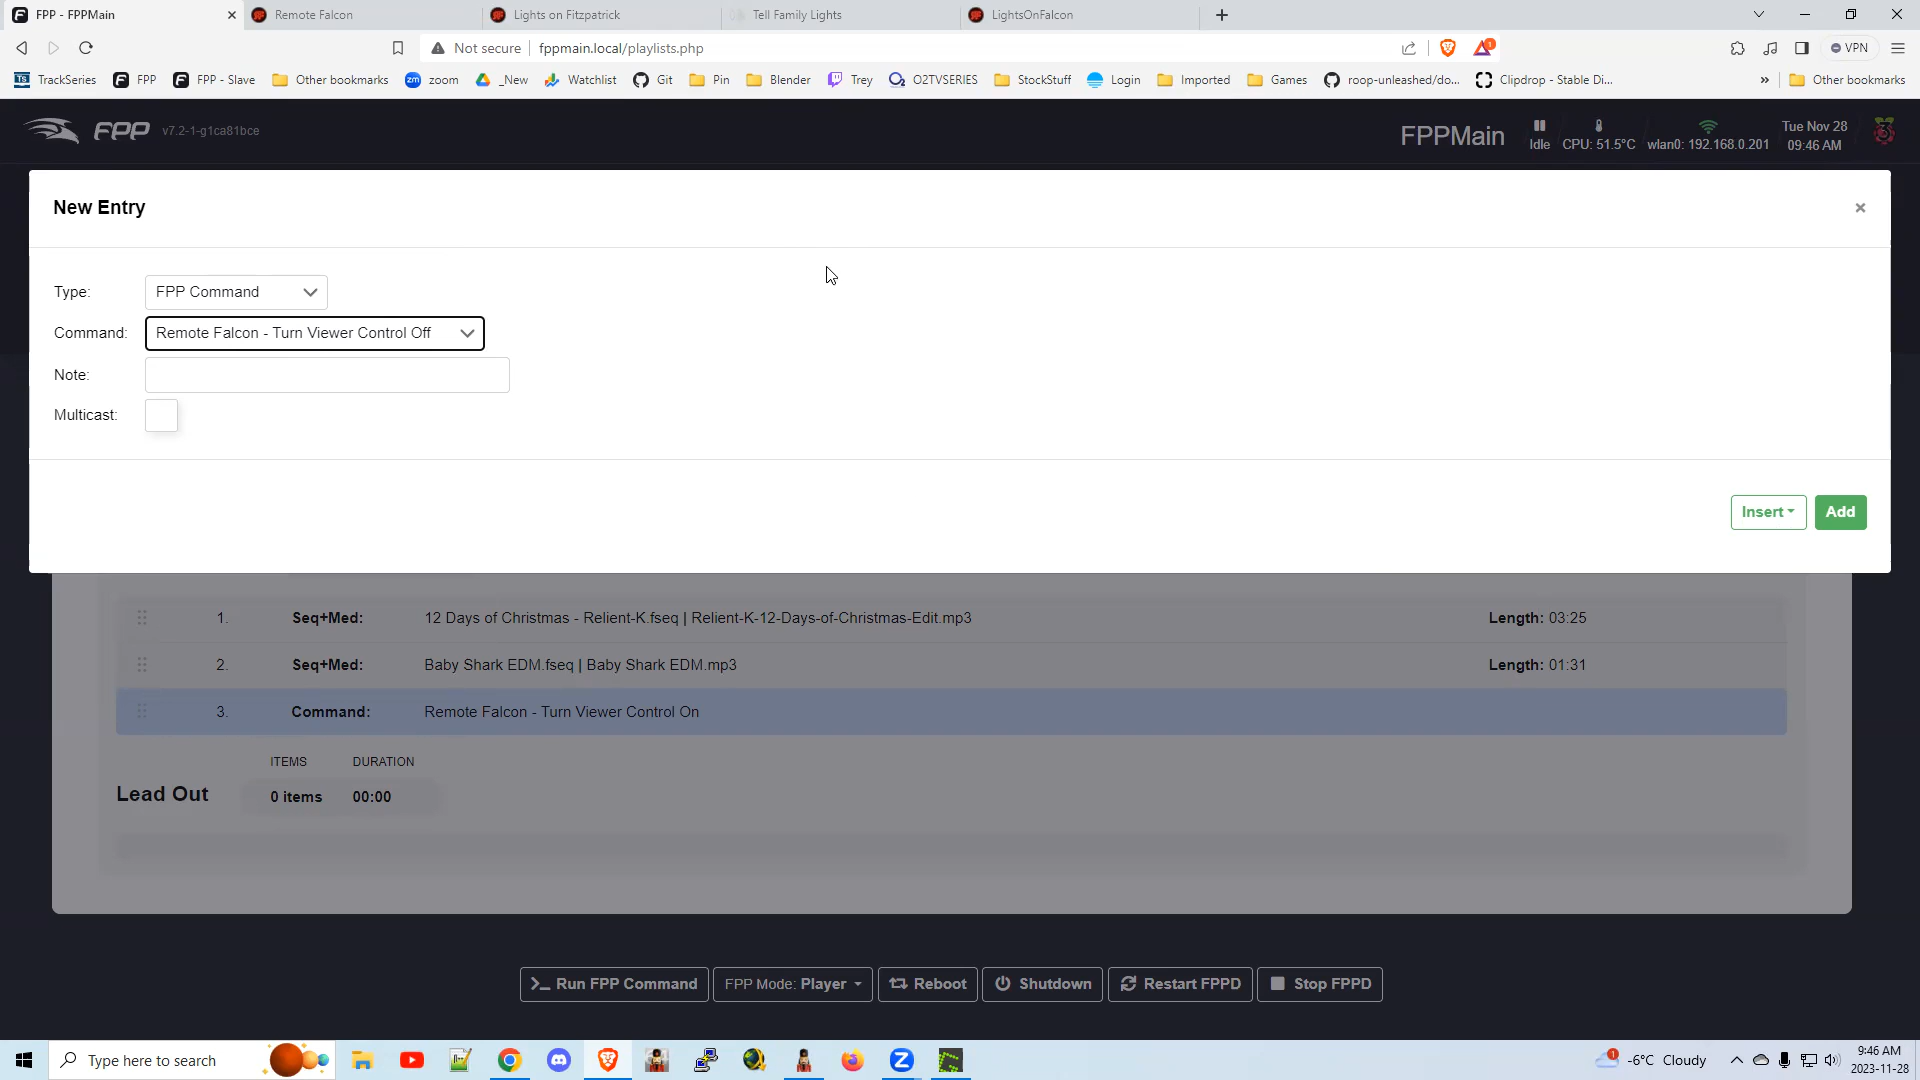 FPP - FPPMain
Remote Falcon
Lights on Fitzpatrick
Tell Family Lights
LightsOnFalcon
Not secure
fppmain.local/playlists.php
1
VPN
Ts TrackSeries
FPP
FPP - Slave
Other bookmarks
zm zoom
_New
Watchlist
Git
Pin
Blender
Trey
O2TVSERIES
StockStuff
Login
Imported
Games
roop-unleashed/do...
Clipdrop - Stable Di...
Other bookmarks
FPP v7.2-1-g1ca81bce
FPPMain
Idle
CPU: 51.5°C
wlan0: 192.168.0.201
Tue Nov 28
09:46 AM
New Entry
Type: FPP Command
Command: Remote Falcon - Turn Viewer Control Off
Note:
Multicast:
Insert
Add
1. Seq+Med: 12 Days of Christmas - Relient-K.fseq | Relient-K-12-Days-of-Christmas-Edit.mp3 Length: 03:25
2. Seq+Med: Baby Shark EDM.fseq | Baby Shark EDM.mp3 Length: 01:31
3. Command: Remote Falcon - Turn Viewer Control On
ITEMS DURATION
Lead Out 0 items 00:00
Run FPP Command
FPP Mode: Player
Reboot
Shutdown
Restart FPPD
Stop FPPD
Type here to search
1
-6°C Cloudy
9:46 AM
2023-11-28